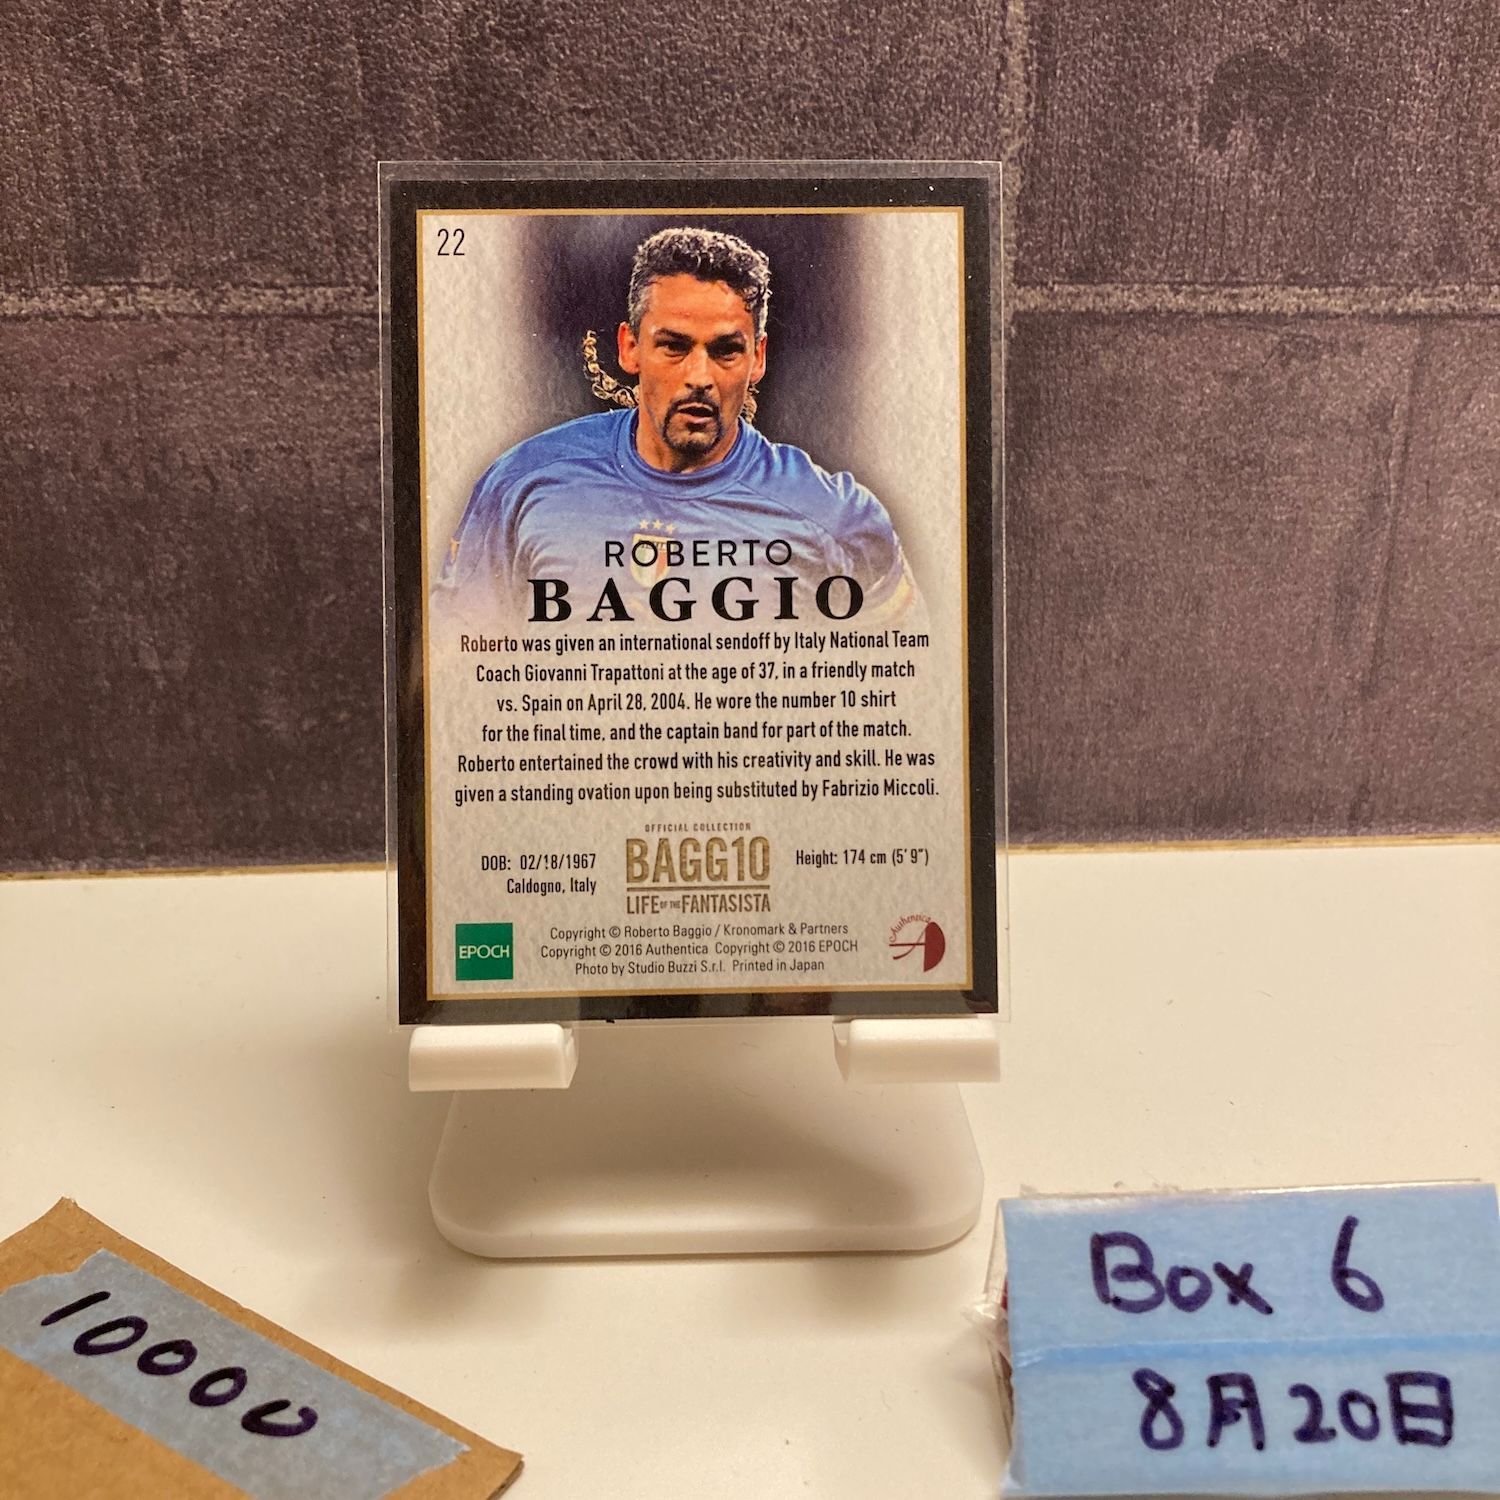 22
ROBERTO
BAGGIO
Roberto was given an international sendoff by Italy National Team
Coach Giovanni Trapattoni at the age of 37, in a friendly match
vs. Spain on April 28, 2004. He wore the number 10 shirt
for the final time, and the captain band for part of the match.
Roberto entertained the crowd with his creativity and skill. He was
given a standing ovation upon being substituted by Fabrizio Miccoli.
OFFICIAL COLLECTION
BAGG10
LIFE OF THE FANTASISTA
DOB: 02/18/1967
Caldogno, Italy
Height: 174 cm (5'9")
EPOCH
Copyright © Roberto Baggio / Kronomark & Partners
Copyright © 2016 Authentica Copyright © 2016 EPOCH
Photo by Studio Buzzi S.r.l. Printed in Japan
Authentica
10000
Box 6
8月20日